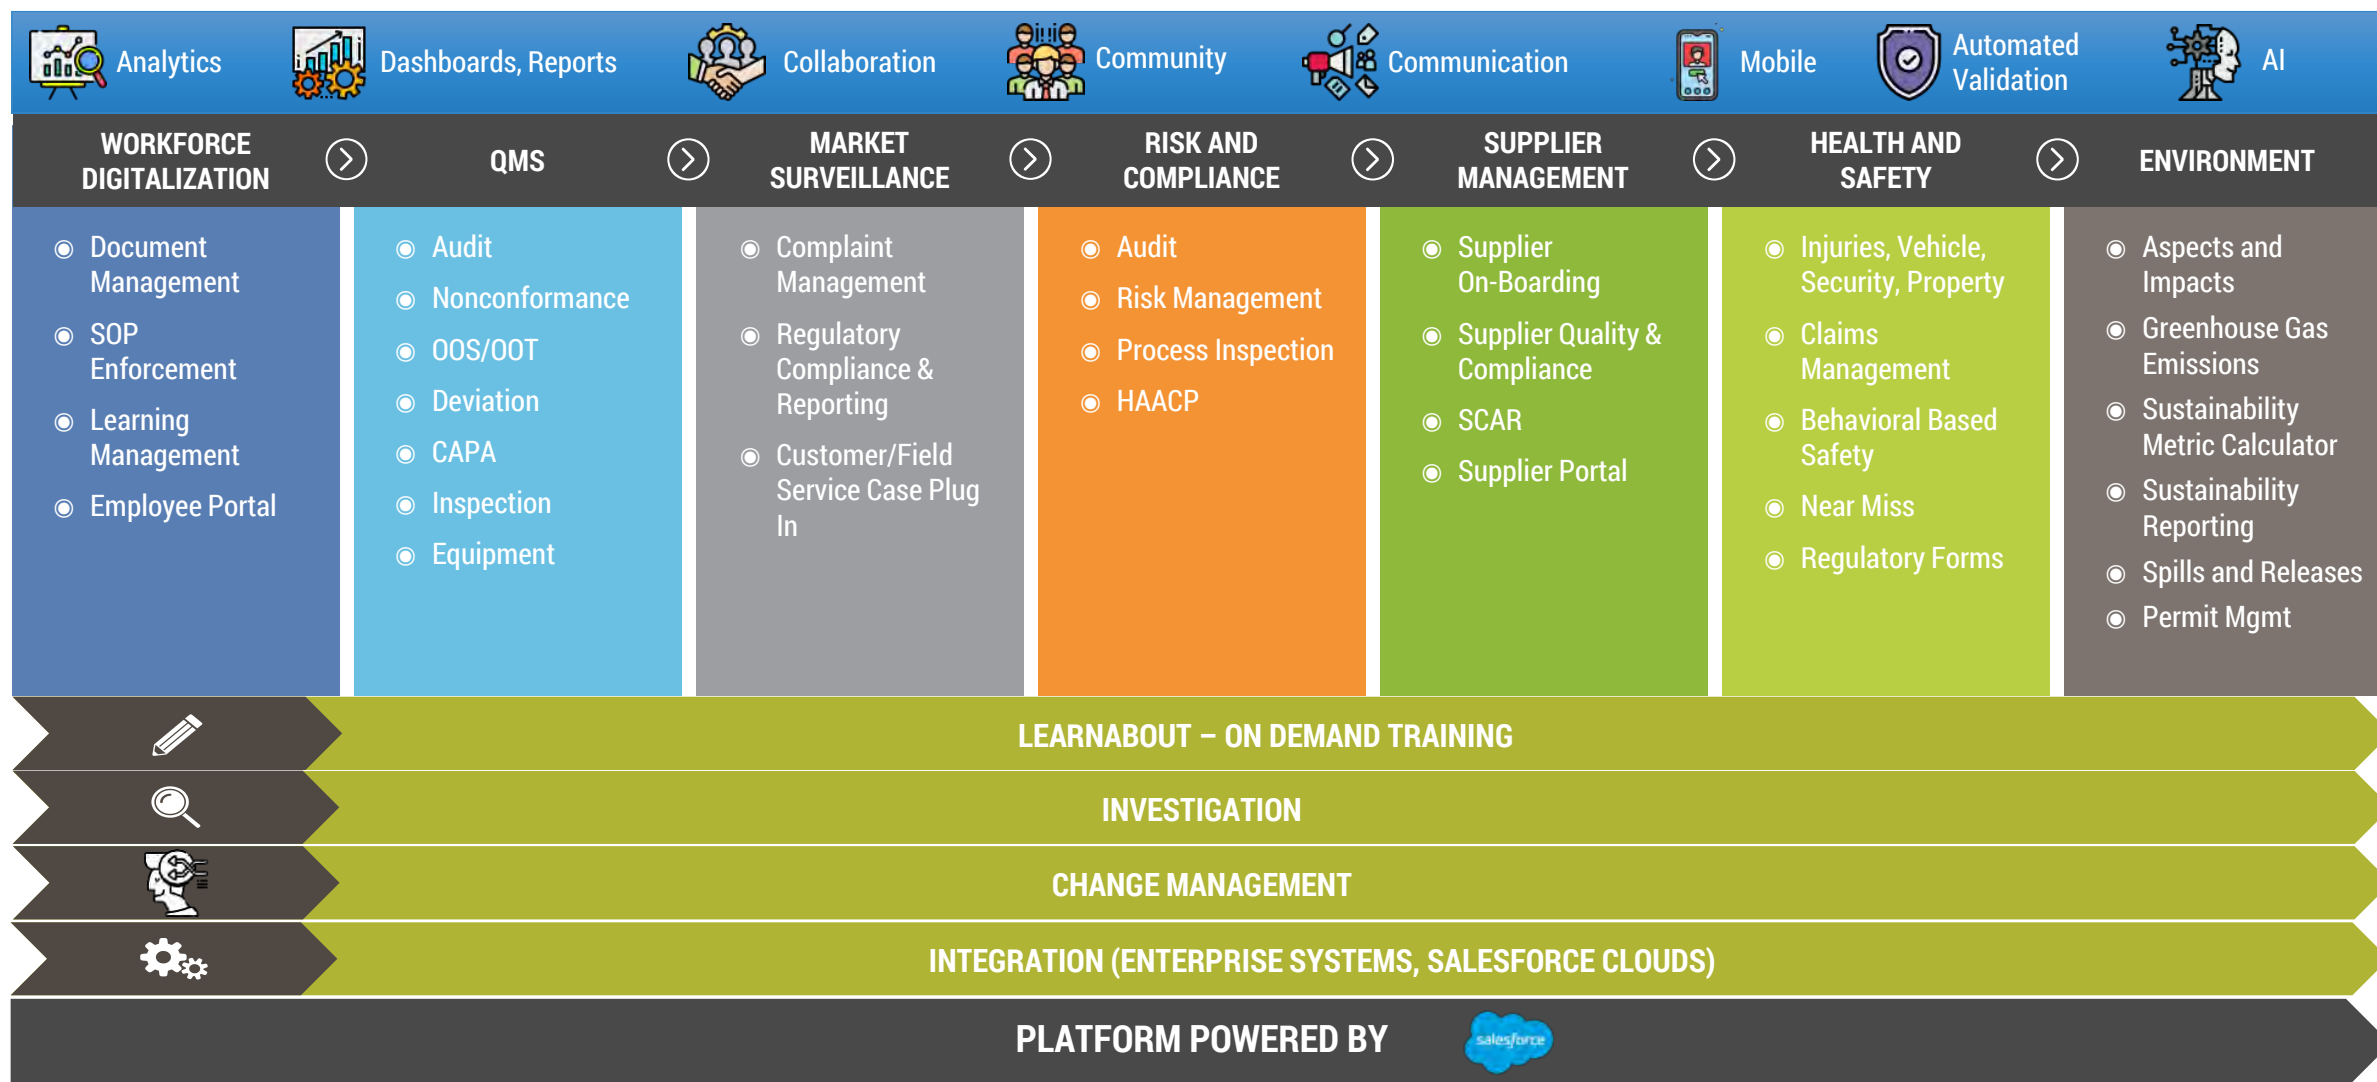 Analytics
Dashboards, Reports
Collaboration
Community
Communication
Mobile
Automated
Validation
AI
WORKFORCE
DIGITALIZATION
QMS
MARKET
SURVEILLANCE
RISK AND
COMPLIANCE
SUPPLIER
MANAGEMENT
HEALTH AND
SAFETY
ENVIRONMENT
Document
Management
SOP
Enforcement
Learning
Management
Employee Portal
Audit
Nonconformance
OOS/OOT
Deviation
CAPA
Inspection
Equipment
Complaint
Management
Regulatory
Compliance &
Reporting
Customer/Field
Service Case Plug
In
Audit
Risk Management
Process Inspection
HAACP
Supplier
On-Boarding
Supplier Quality &
Compliance
SCAR
Supplier Portal
Injuries, Vehicle,
Security, Property
Claims
Management
Behavioral Based
Safety
Near Miss
Regulatory Forms
Aspects and
Impacts
Greenhouse Gas
Emissions
Sustainability
Metric Calculator
Sustainability
Reporting
Spills and Releases
Permit Mgmt
LEARNABOUT – ON DEMAND TRAINING
INVESTIGATION
CHANGE MANAGEMENT
INTEGRATION (ENTERPRISE SYSTEMS, SALESFORCE CLOUDS)
PLATFORM POWERED BY
salesforce